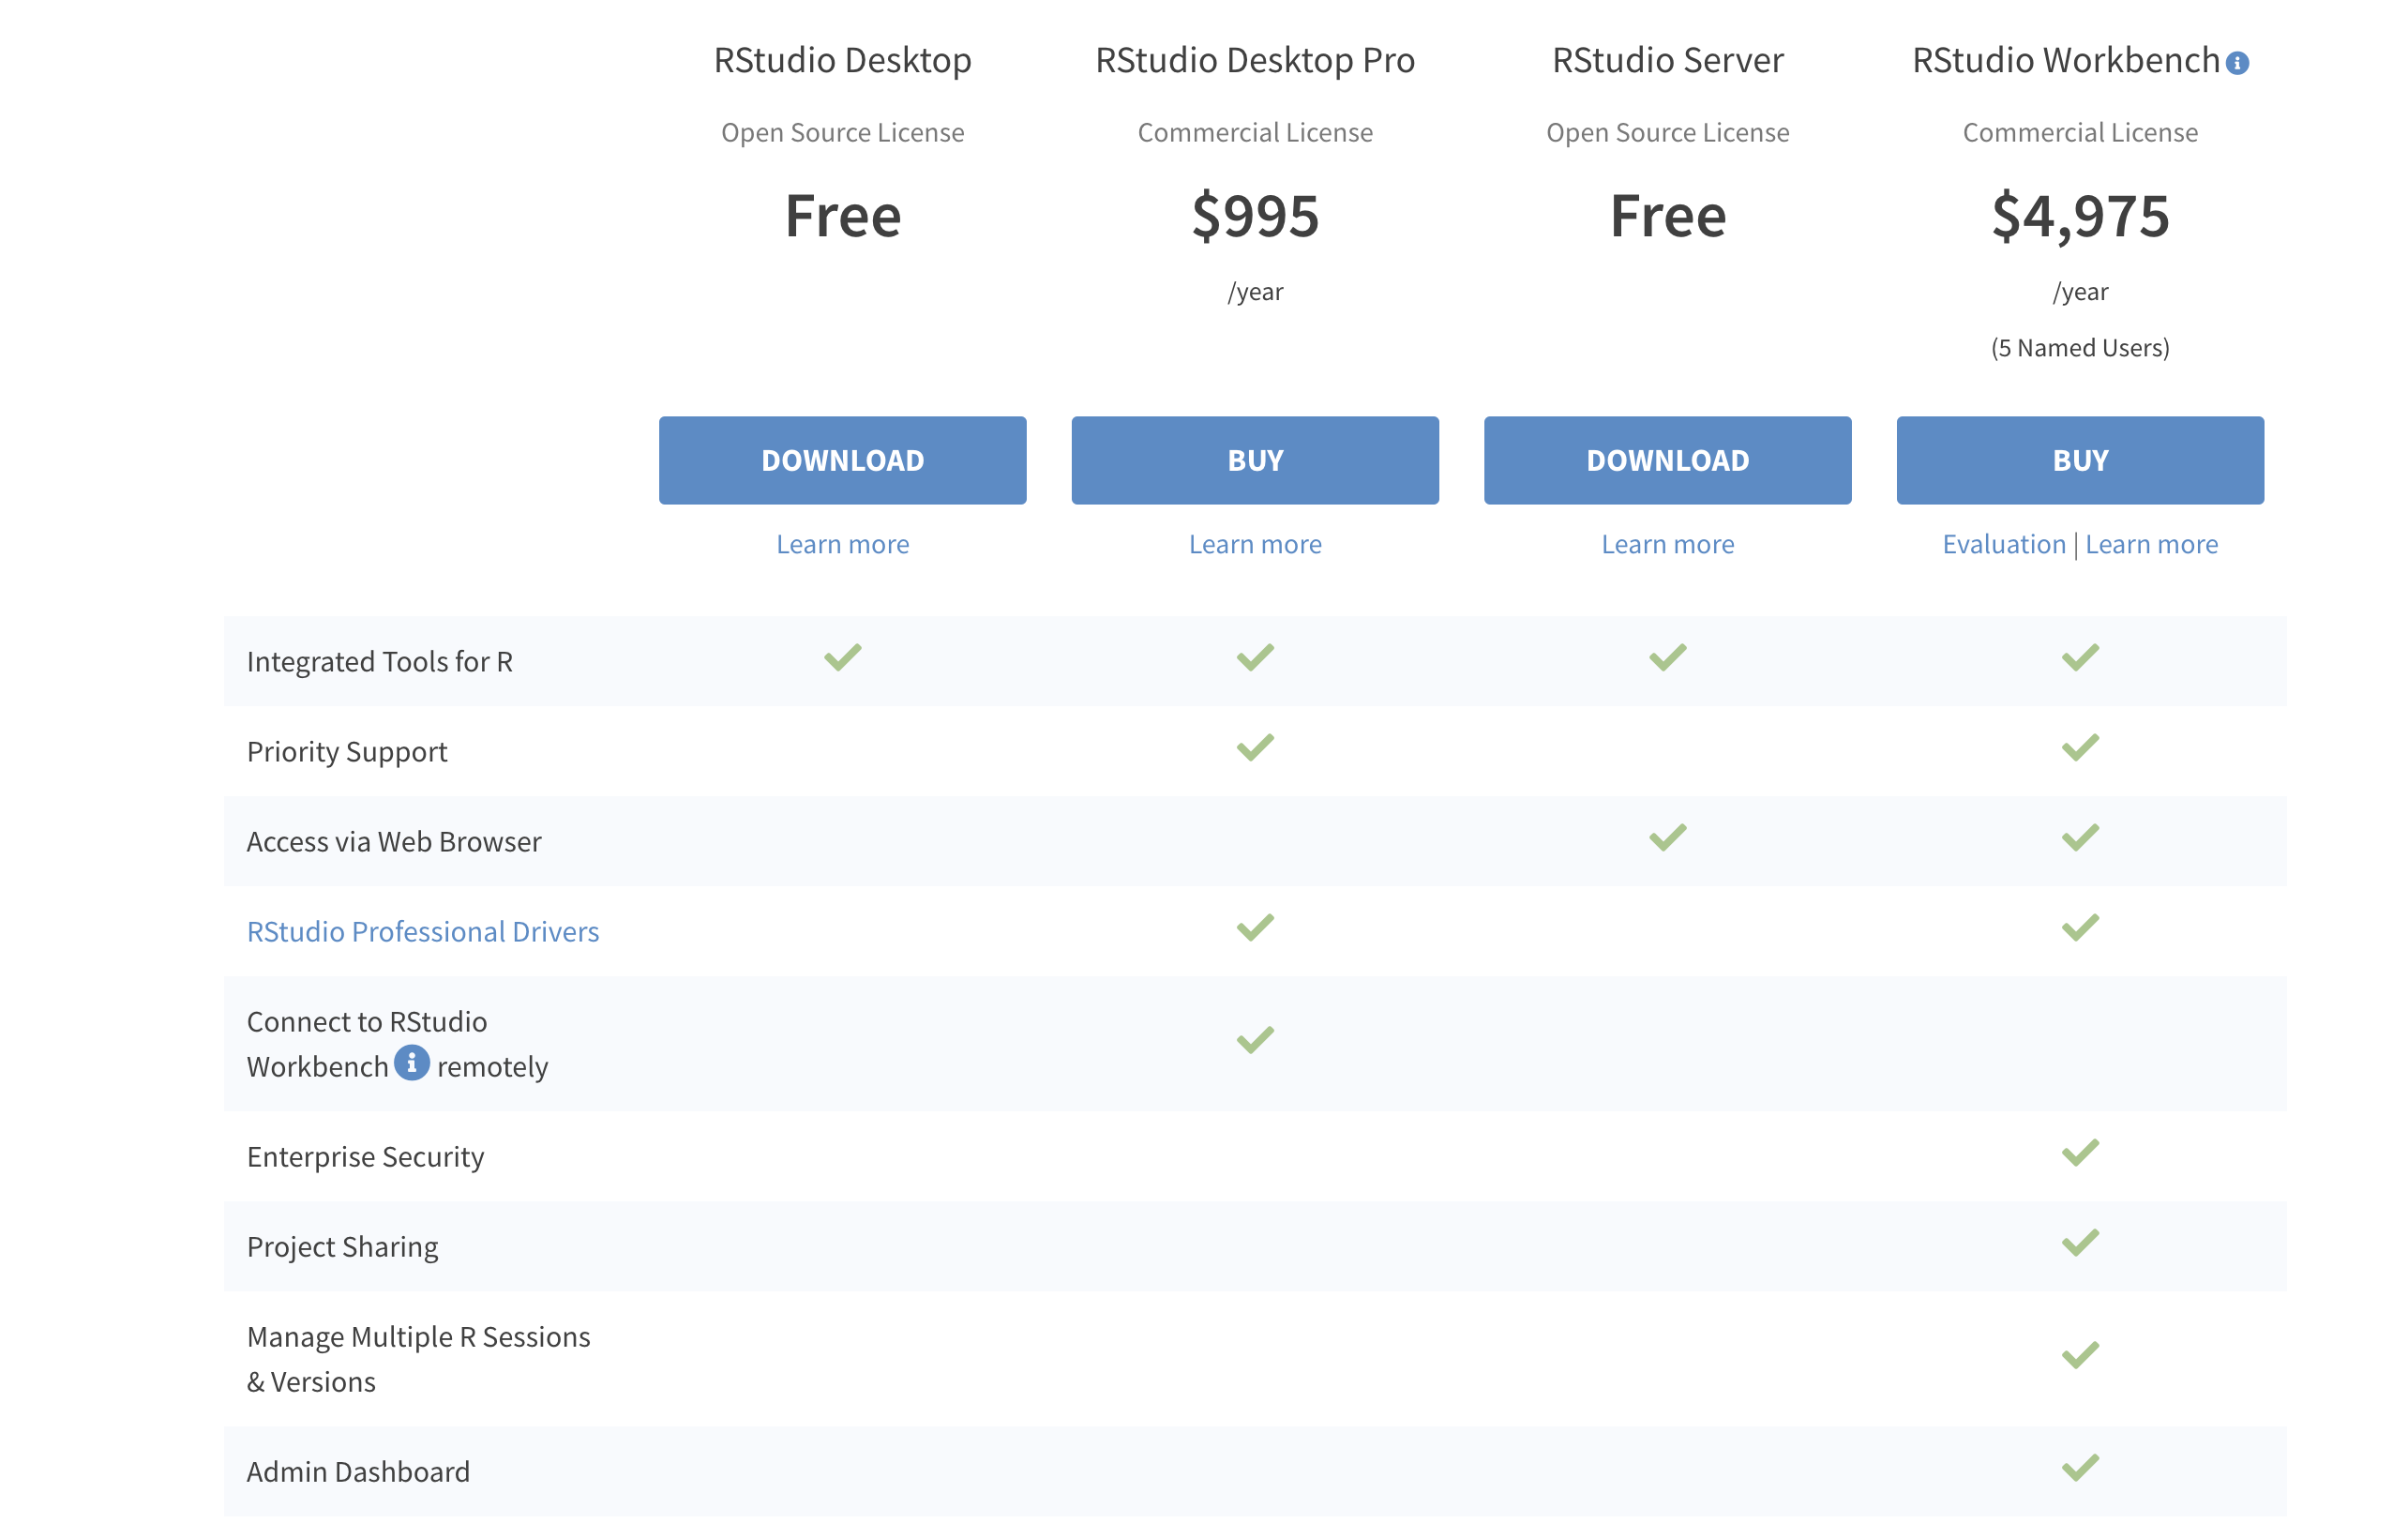 RStudio Desktop
RStudio Desktop Pro
RStudio Server
RStudio Workbench
Open Source License
Commercial License
Open Source License
Commercial License
Free
$995
Free
$4,975
/year
/year
(5 Named Users)
DOWNLOAD
BUY
DOWNLOAD
BUY
Learn more
Learn more
Learn more
Evaluation | Learn more
Integrated Tools for R
Priority Support
Access via Web Browser
RStudio Professional Drivers
Connect to RStudio
Workbench remotely
Enterprise Security
Project Sharing
Manage Multiple R Sessions
& Versions
Admin Dashboard